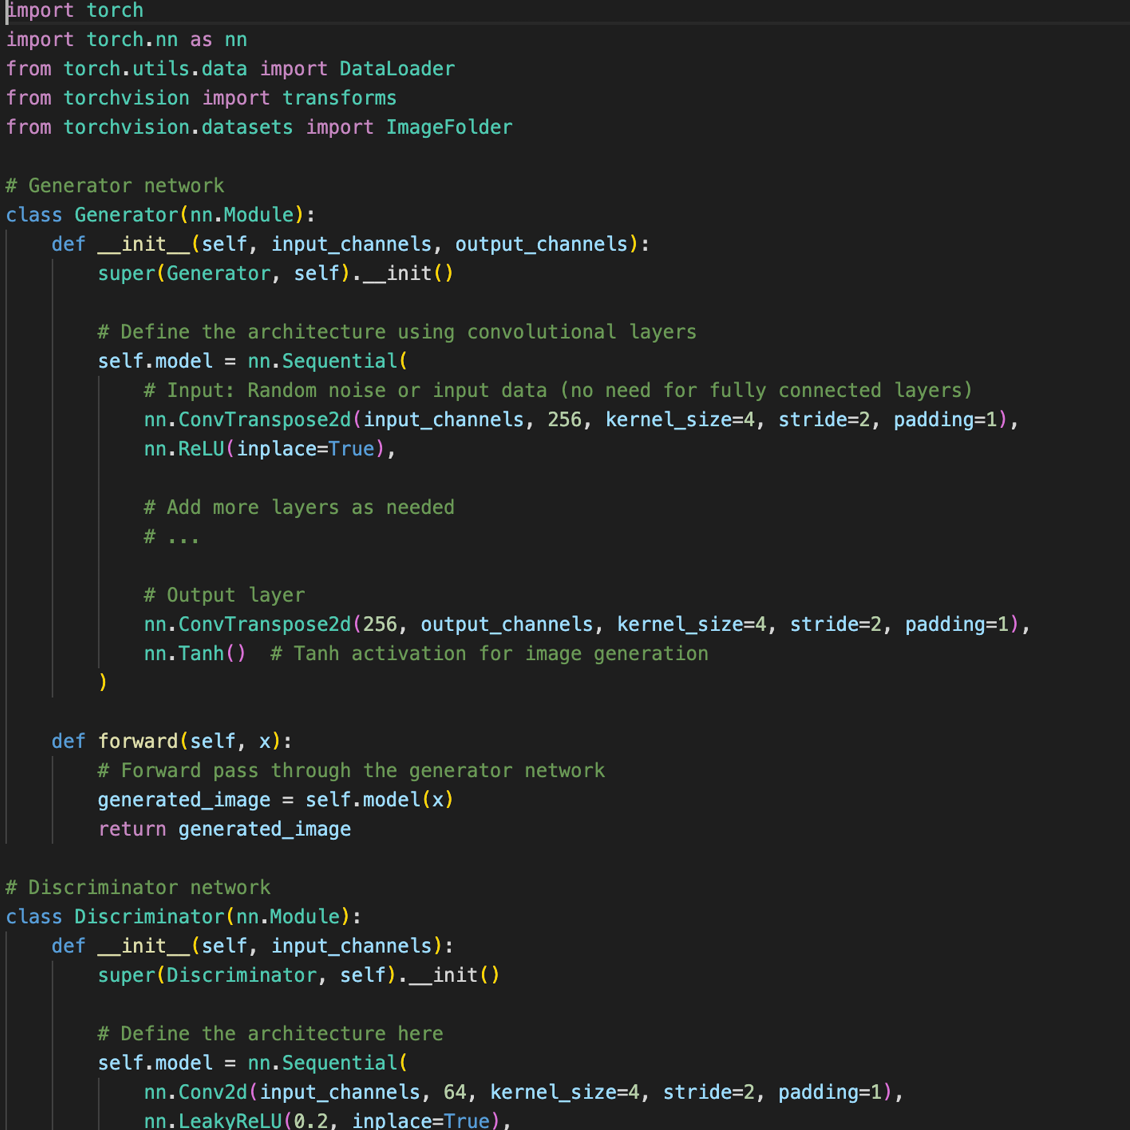 import torch
import torch.nn as nn
from torch.utils.data import DataLoader
from torchvision import transforms
from torchvision.datasets import ImageFolder

# Generator network
class Generator(nn.Module):
    def __init__(self, input_channels, output_channels):
        super(Generator, self).__init()

        # Define the architecture using convolutional layers
        self.model = nn.Sequential(
            # Input: Random noise or input data (no need for fully connected layers)
            nn.ConvTranspose2d(input_channels, 256, kernel_size=4, stride=2, padding=1),
            nn.ReLU(inplace=True),

            # Add more layers as needed
            # ...

            # Output layer
            nn.ConvTranspose2d(256, output_channels, kernel_size=4, stride=2, padding=1),
            nn.Tanh()  # Tanh activation for image generation
        )

    def forward(self, x):
        # Forward pass through the generator network
        generated_image = self.model(x)
        return generated_image

# Discriminator network
class Discriminator(nn.Module):
    def __init__(self, input_channels):
        super(Discriminator, self).__init()

        # Define the architecture here
        self.model = nn.Sequential(
            nn.Conv2d(input_channels, 64, kernel_size=4, stride=2, padding=1),
            nn.LeakyReLU(0.2, inplace=True),